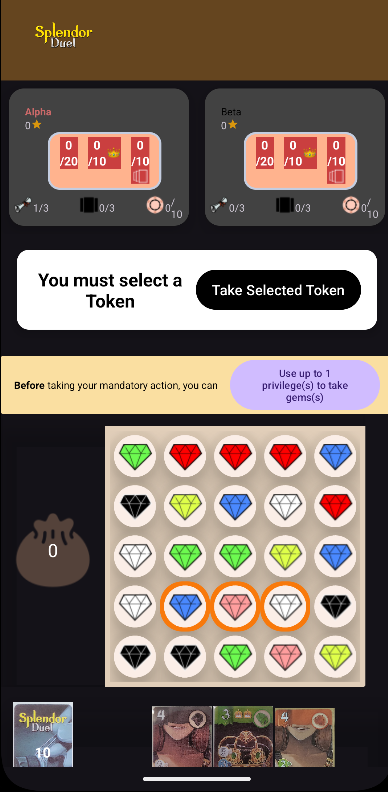 Splendor
Duel
Alpha
0
0
/20
0
/10
0
/10
1/3
0/3
0/
10
Beta
0
0
/20
0
/10
0
/10
0/3
0/3
0/
10
You must select a
Token
Take Selected Token
Before taking your mandatory action, you can
Use up to 1
privilege(s) to take
gems(s)
0
Splendor
Duel
10
4
3
4